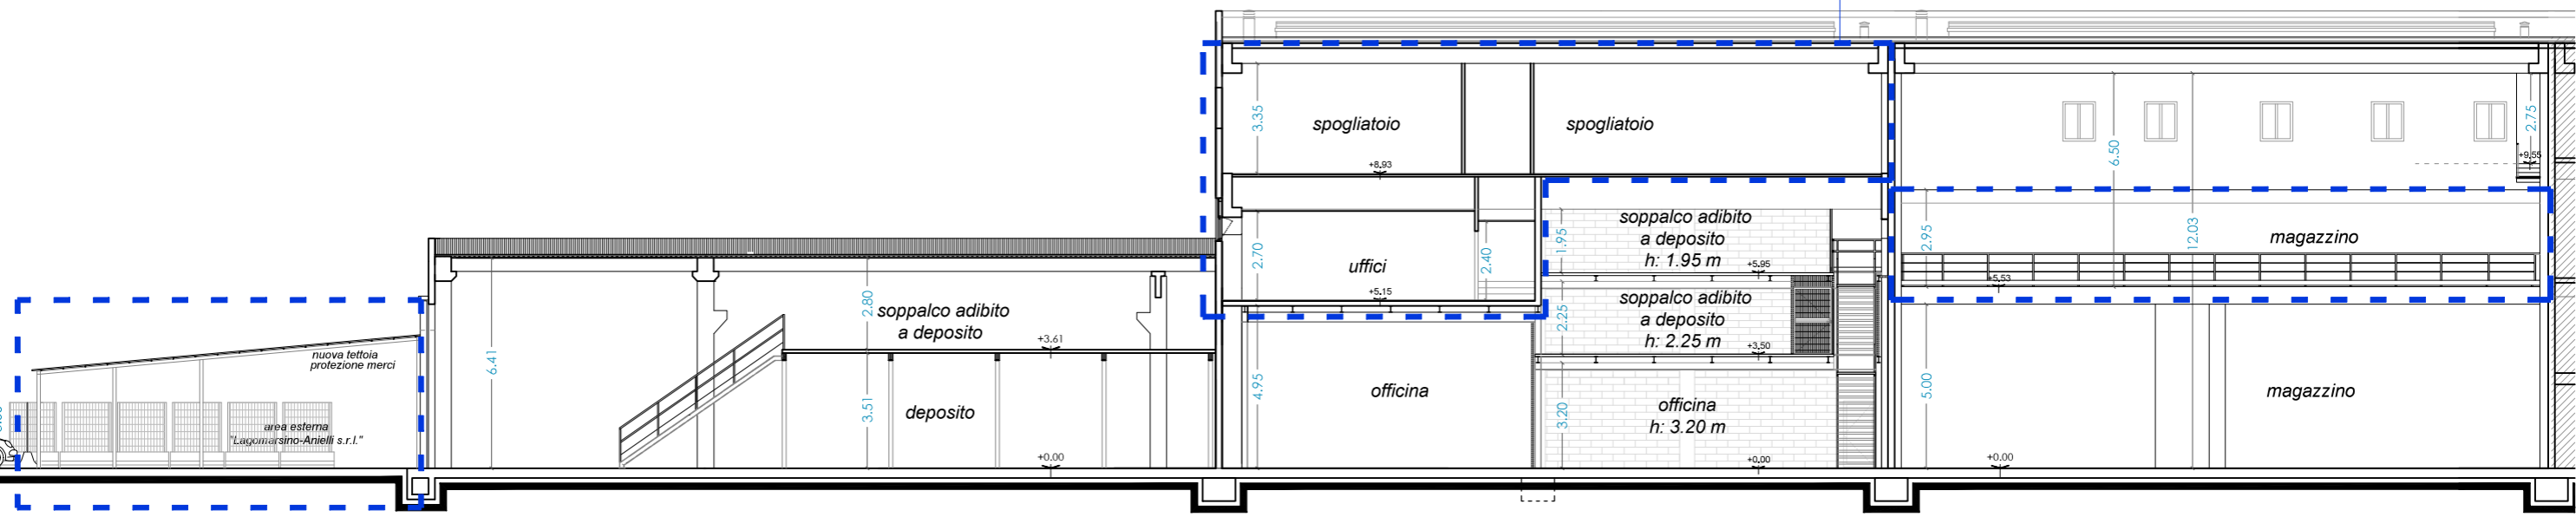 nuova tettoia
protezione merci
area esterna
"Lagomarsino-Anielli s.r.l."
6.41
2.80
soppalco adibito
a deposito
+3.61
3.51
deposito
+0.00
3.35
spogliatoio
spogliatoio
+8.93
2.70
uffici
2.40
+5.15
4.95
officina
1.95
soppalco adibito
a deposito
h: 1.95 m
+5.95
2.25
soppalco adibito
a deposito
h: 2.25 m
+3.50
3.20
officina
h: 3.20 m
+0.00
6.50
12.03
2.75
+9.55
2.95
magazzino
+5.53
5.00
magazzino
+0.00